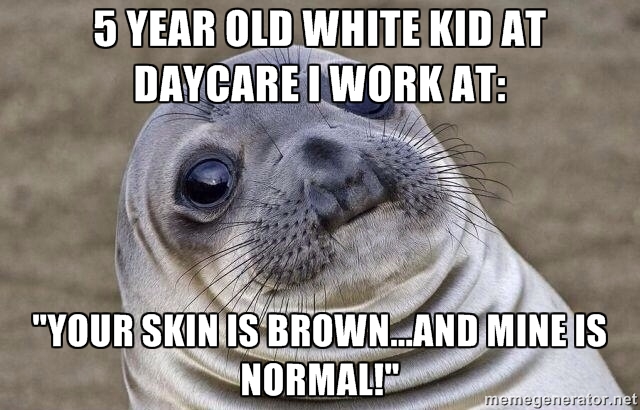 5 YEAR OLD WHITE KID AT
DAYCARE I WORK AT:
"YOUR SKIN IS BROWN...AND MINE IS
NORMAL!"
memegenerator.net